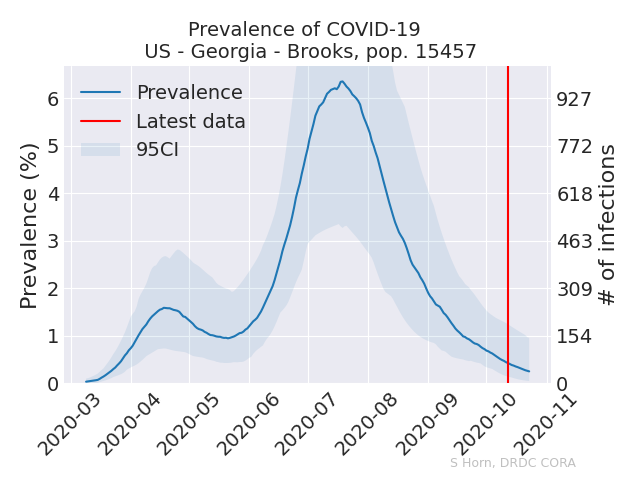 Prevalence of COVID-19
US - Georgia - Brooks, pop. 15457
Prevalence
Latest data
95CI
Prevalence (%)
6
5
4
3
2
1
0
927
772
618
463
309
154
0
# of infections
2020-03
2020-04
2020-05
2020-06
2020-07
2020-08
2020-09
2020-10
2020-11
S Horn, DRDC CORA